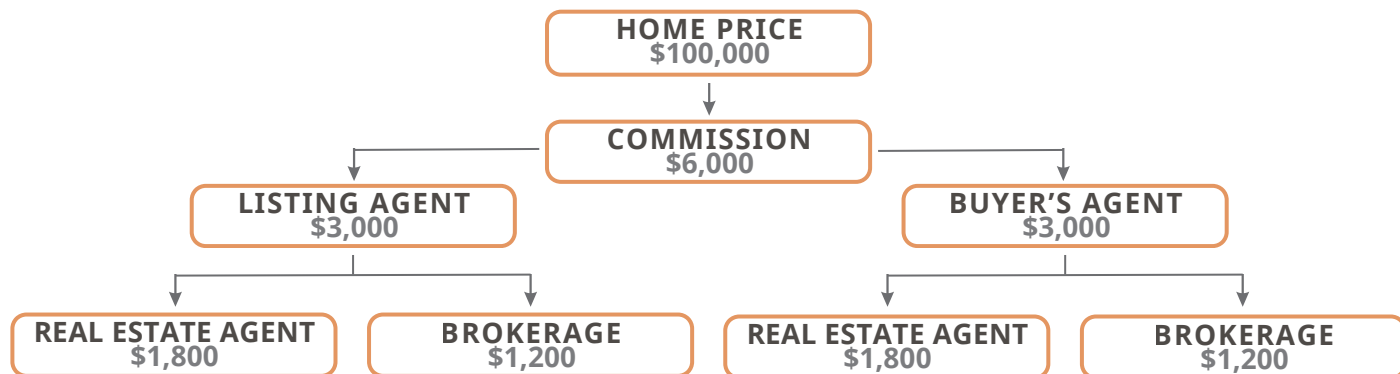 HOME PRICE
$100,000
COMMISSION
$6,000
LISTING AGENT
$3,000
BUYER’S AGENT
$3,000
REAL ESTATE AGENT
$1,800
BROKERAGE
$1,200
REAL ESTATE AGENT
$1,800
BROKERAGE
$1,200